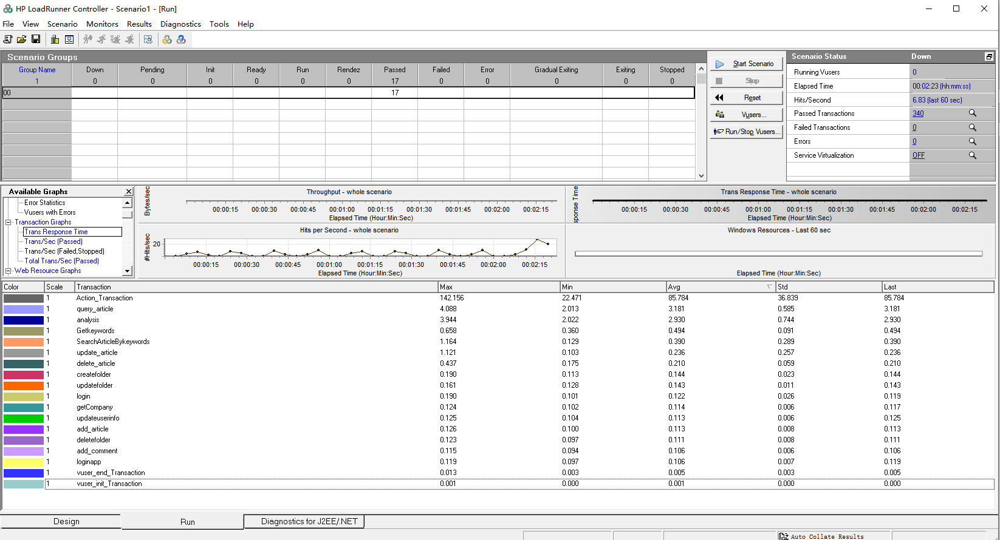 HP LoadRunner Controller - Scenario1 - [Run]
File View Scenario Monitors Results Diagnostics Tools Help
Scenario Groups
Group Name Down Pending Init Ready Run Rendez Passed Failed Error Gradual Exiting Exiting Stopped
1 0 0 0 0 0 0 17 0 0 0 0 0
00 17
Start Scenario
Stop
Reset
Vusers...
Run/Stop Vusers...
Scenario Status Down
Running Vusers 0
Elapsed Time 00:02:23 (hh:mm:ss)
Hits/Second 6.83 (last 60 sec)
Passed Transactions 340
Failed Transactions 0
Errors 0
Service Virtualization OFF
Available Graphs
Error Statistics
Vusers with Errors
Transaction Graphs
Trans Response Time
Trans/Sec (Passed)
Trans/Sec (Failed,Stopped)
Total Trans/Sec (Passed)
Web Resource Graphs
Throughput - whole scenario
Bytes/sec
00:00:15 00:00:30 00:00:45 00:01:00 00:01:15 00:01:30 00:01:45 00:02:00 00:02:15
Elapsed Time (Hour:Min:Sec)
Trans Response Time - whole scenario
sponse Time
00:00:15 00:00:30 00:00:45 00:01:00 00:01:15 00:01:30 00:01:45 00:02:00 00:02:15
Elapsed Time (Hour:Min:Sec)
Hits per Second - whole scenario
#Hits/sec
20
00:00:15 00:00:30 00:00:45 00:01:00 00:01:15 00:01:30 00:01:45 00:02:00 00:02:15
Elapsed Time (Hour:Min:Sec)
Windows Resources - Last 60 sec
Elapsed Time (Hour:Min:Sec)
Color Scale Transaction Max Min Avg Std Last
1 Action_Transaction 142.156 22.471 85.784 36.839 85.784
1 query_article 4.088 2.013 3.181 0.585 3.181
1 analysis 3.944 2.022 2.930 0.744 2.930
1 Getkeywords 0.658 0.360 0.494 0.091 0.494
1 SearchArticleBykeywords 1.164 0.129 0.390 0.289 0.390
1 update_article 1.121 0.103 0.236 0.257 0.236
1 delete_article 0.437 0.175 0.210 0.059 0.210
1 createfolder 0.190 0.113 0.144 0.023 0.144
1 updatefolder 0.161 0.128 0.143 0.011 0.143
1 login 0.190 0.101 0.122 0.026 0.119
1 getCompany 0.124 0.102 0.114 0.006 0.117
1 updateuserinfo 0.125 0.104 0.113 0.006 0.125
1 add_article 0.126 0.100 0.113 0.008 0.113
1 deletefolder 0.123 0.097 0.111 0.008 0.111
1 add_comment 0.115 0.094 0.106 0.006 0.106
1 loginapp 0.119 0.097 0.106 0.007 0.119
1 vuser_end_Transaction 0.013 0.003 0.005 0.003 0.005
1 vuser_init_Transaction 0.001 0.000 0.001 0.000 0.000
Design Run Diagnostics for J2EE/.NET
Auto Collate Results